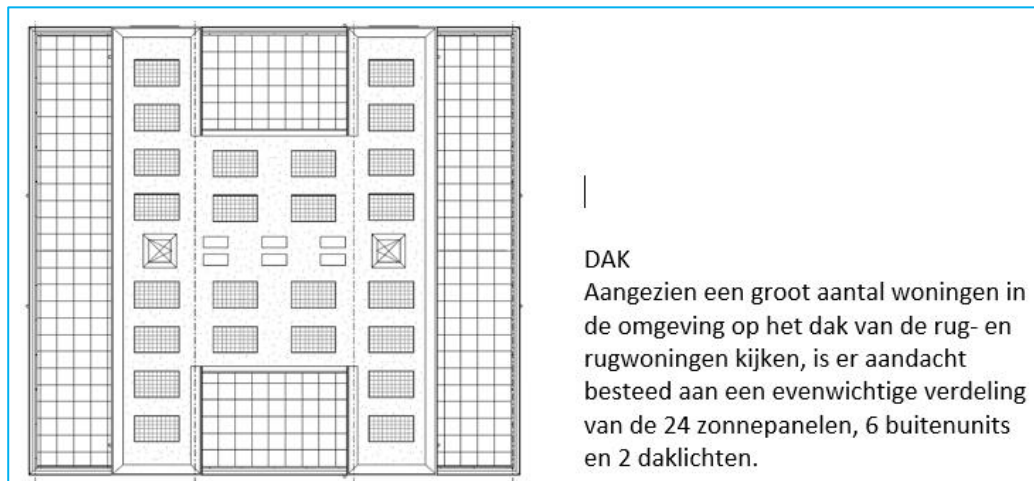 DAK
Aangezien een groot aantal woningen in
de omgeving op het dak van de rug- en
rugwoningen kijken, is er aandacht
besteed aan een evenwichtige verdeling
van de 24 zonnepanelen, 6 buitenunits
en 2 daklichten.